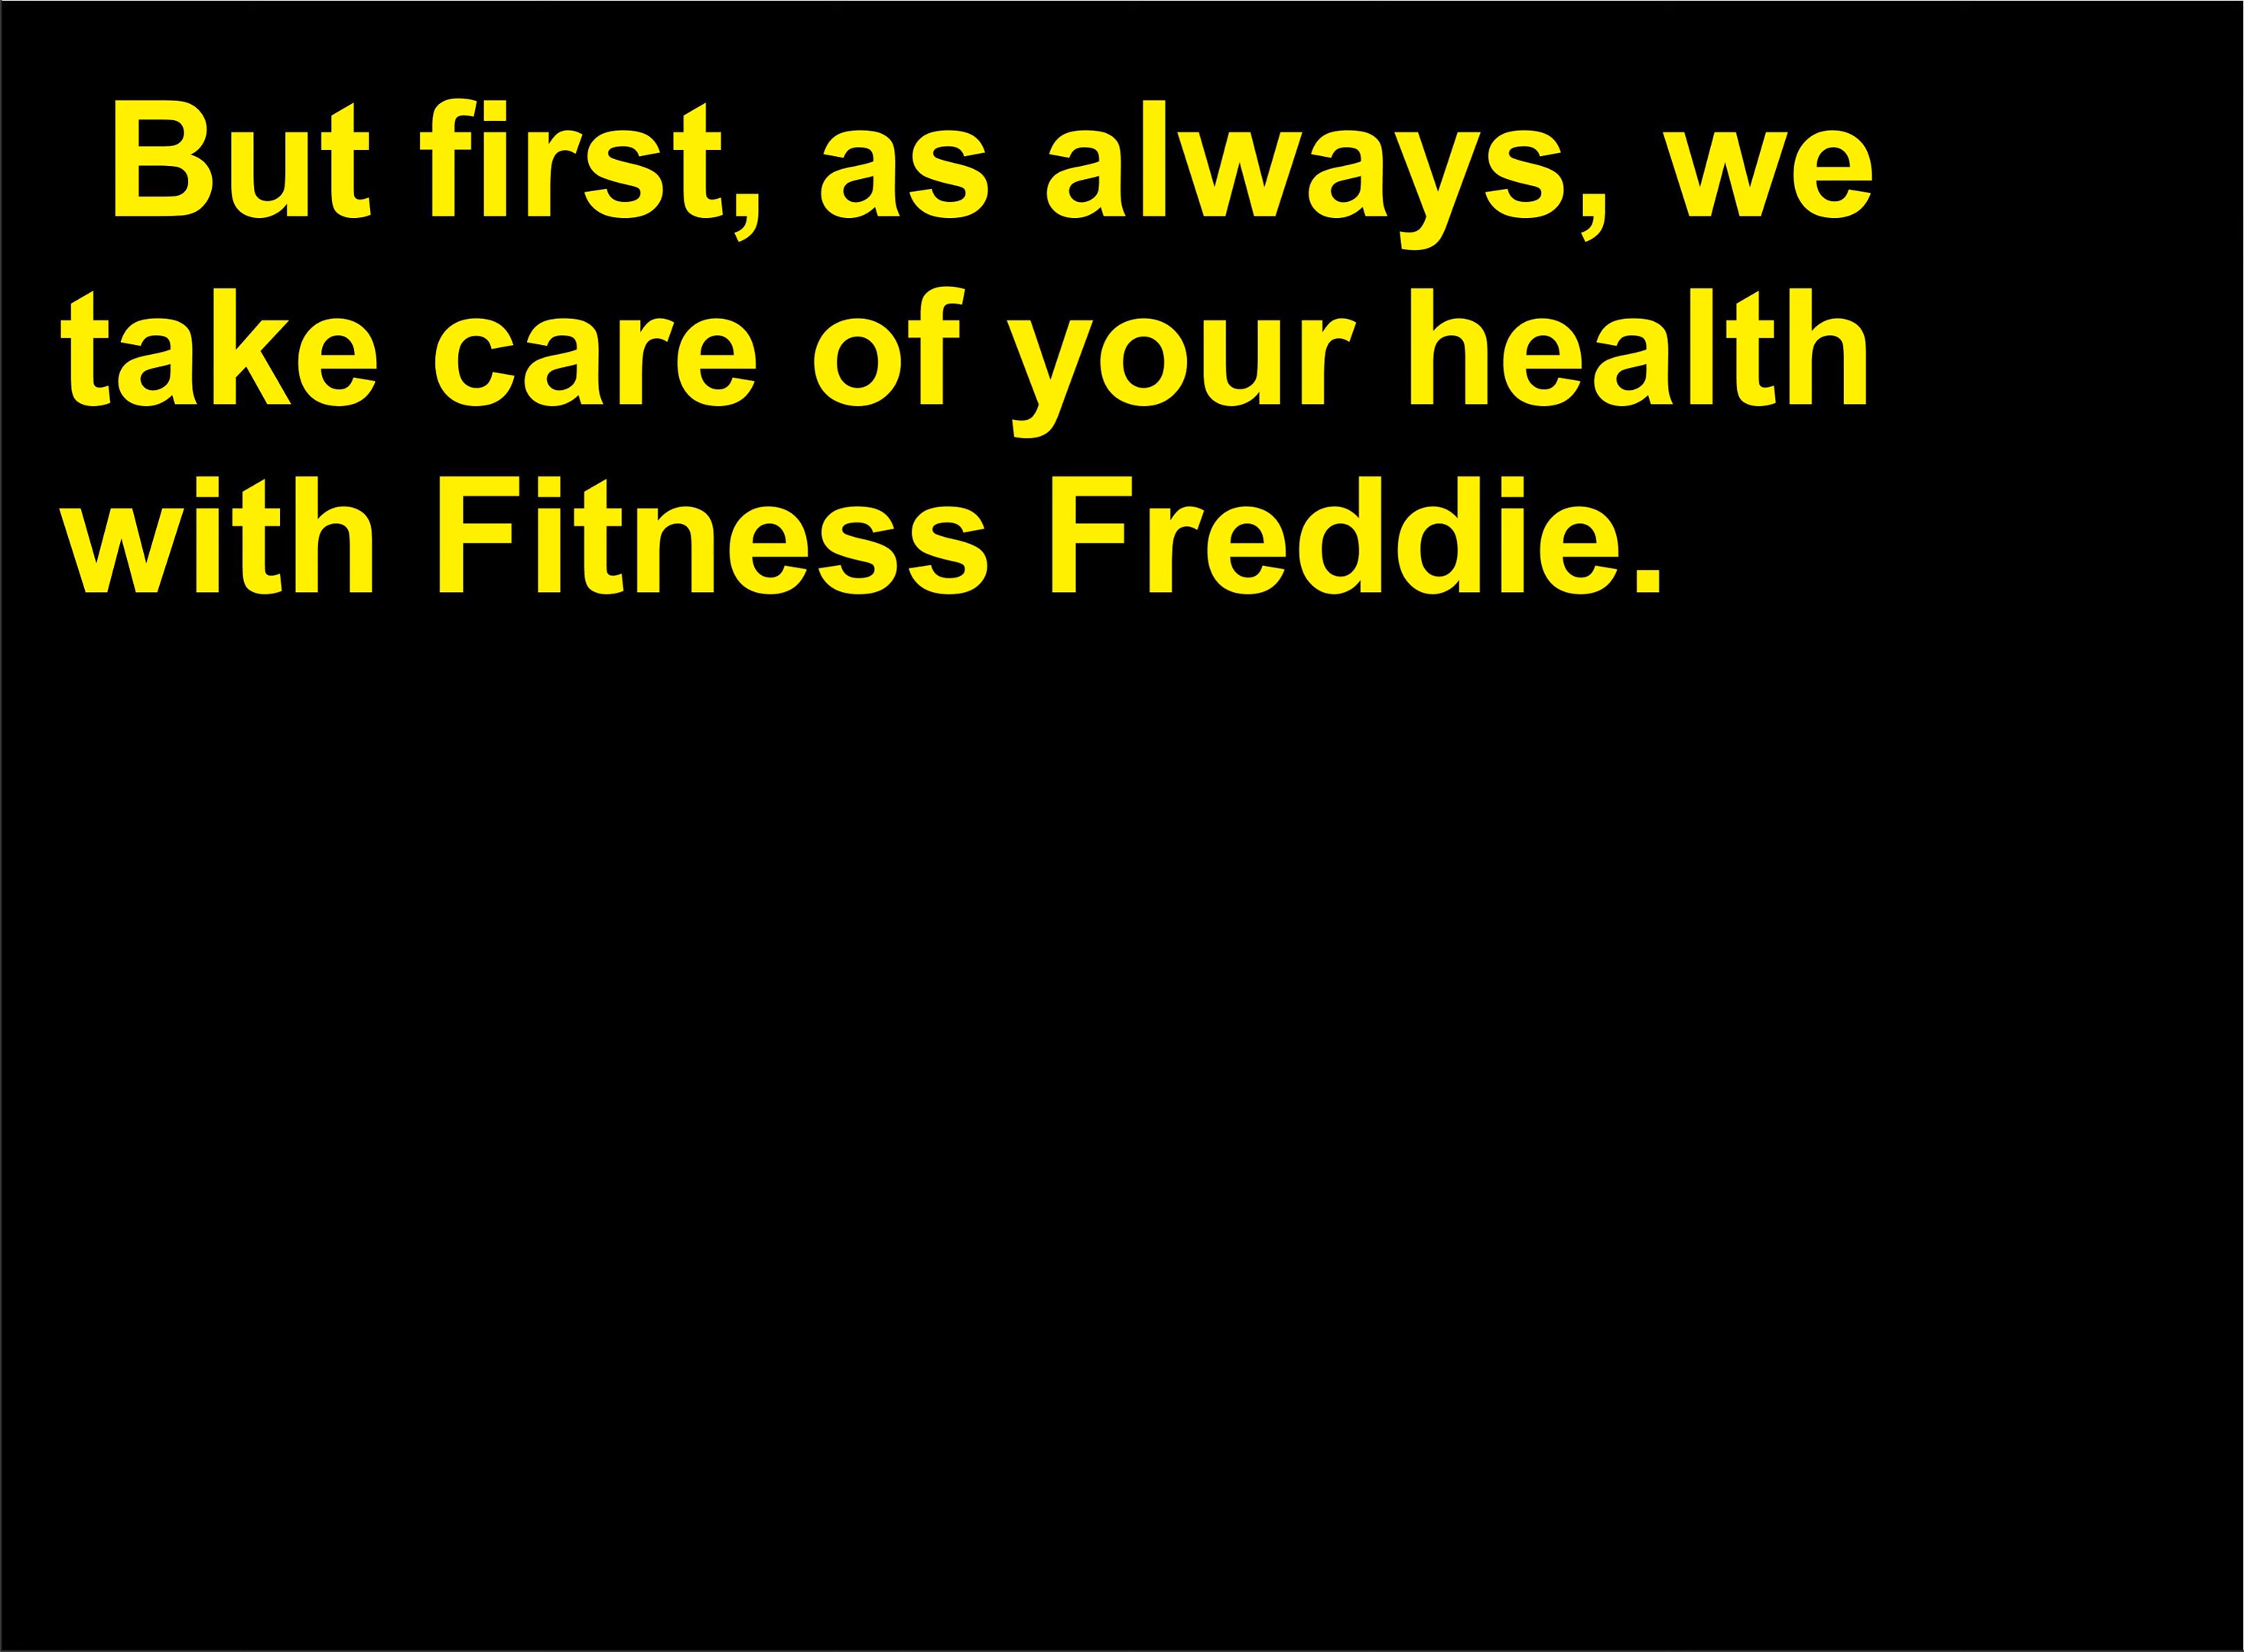 But first, as always, we
take care of your health
with Fitness Freddie.